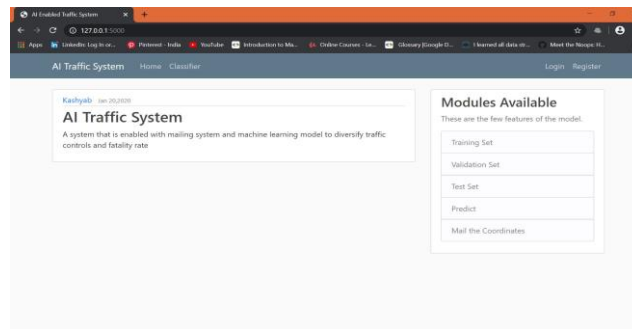 AI Enabled Traffic System
127.0.0.1:5000
Apps LinkedIn: Log In or... Pinterest - India YouTube Introduction to Ma... Online Courses - Le... Glossary |Google D... I learned all data str... Meet the Noops: H...
AI Traffic System Home Classifier Login Register
Kashyab Jan 20,2020
AI Traffic System
A system that is enabled with mailing system and machine learning model to diversify traffic
controls and fatality rate
Modules Available
These are the few features of the model.
Training Set
Validation Set
Test Set
Predict
Mail the Coordinates